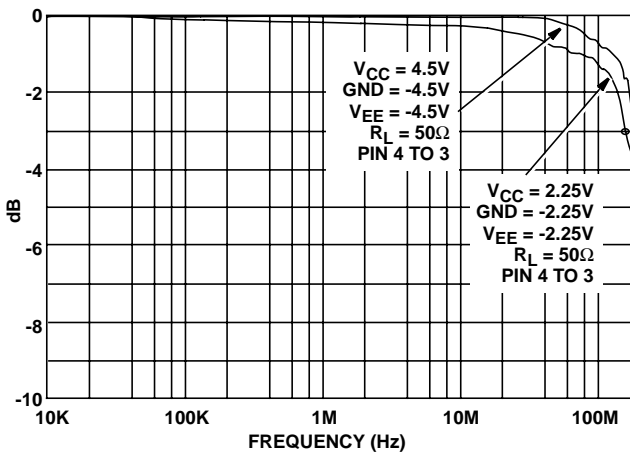 0
-2
-4
-6
-8
-10
dB
VCC = 4.5V
GND = -4.5V
VEE = -4.5V
RL = 50Ω
PIN 4 TO 3
VCC = 2.25V
GND = -2.25V
VEE = -2.25V
RL = 50Ω
PIN 4 TO 3
10K 100K 1M 10M 100M
FREQUENCY (Hz)